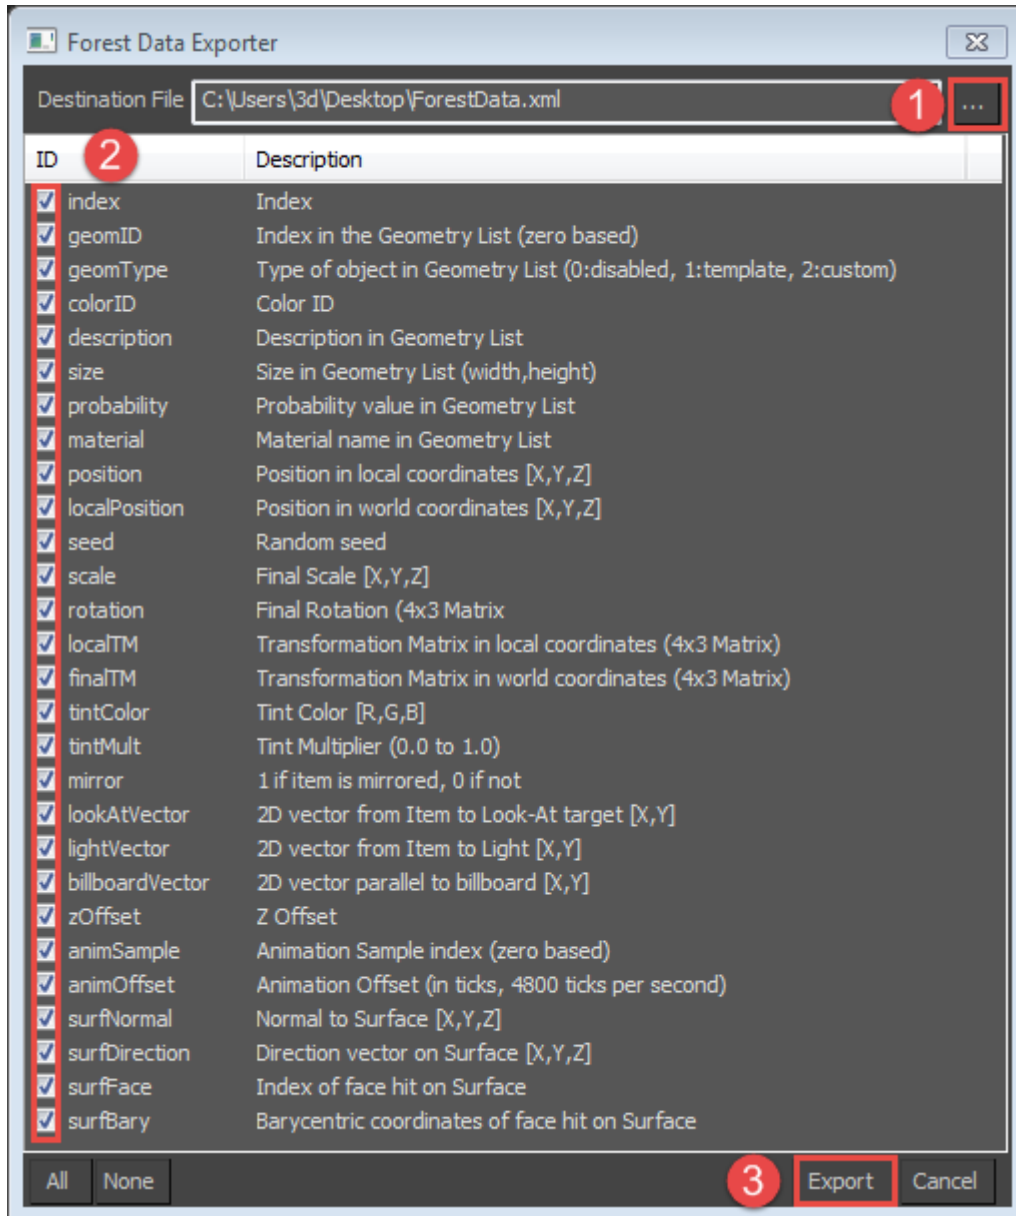 Forest Data Exporter
Destination File C:\Users\3d\Desktop\ForestData.xml 1 ...
ID 2 Description
index Index
geomID Index in the Geometry List (zero based)
geomType Type of object in Geometry List (0:disabled, 1:template, 2:custom)
colorID Color ID
description Description in Geometry List
size Size in Geometry List (width,height)
probability Probability value in Geometry List
material Material name in Geometry List
position Position in local coordinates [X,Y,Z]
localPosition Position in world coordinates [X,Y,Z]
seed Random seed
scale Final Scale [X,Y,Z]
rotation Final Rotation (4x3 Matrix
localTM Transformation Matrix in local coordinates (4x3 Matrix)
finalTM Transformation Matrix in world coordinates (4x3 Matrix)
tintColor Tint Color [R,G,B]
tintMult Tint Multiplier (0.0 to 1.0)
mirror 1 if item is mirrored, 0 if not
lookAtVector 2D vector from Item to Look-At target [X,Y]
lightVector 2D vector from Item to Light [X,Y]
billboardVector 2D vector parallel to billboard [X,Y]
zOffset Z Offset
animSample Animation Sample index (zero based)
animOffset Animation Offset (in ticks, 4800 ticks per second)
surfNormal Normal to Surface [X,Y,Z]
surfDirection Direction vector on Surface [X,Y,Z]
surfFace Index of face hit on Surface
surfBary Barycentric coordinates of face hit on Surface
All None 3 Export Cancel